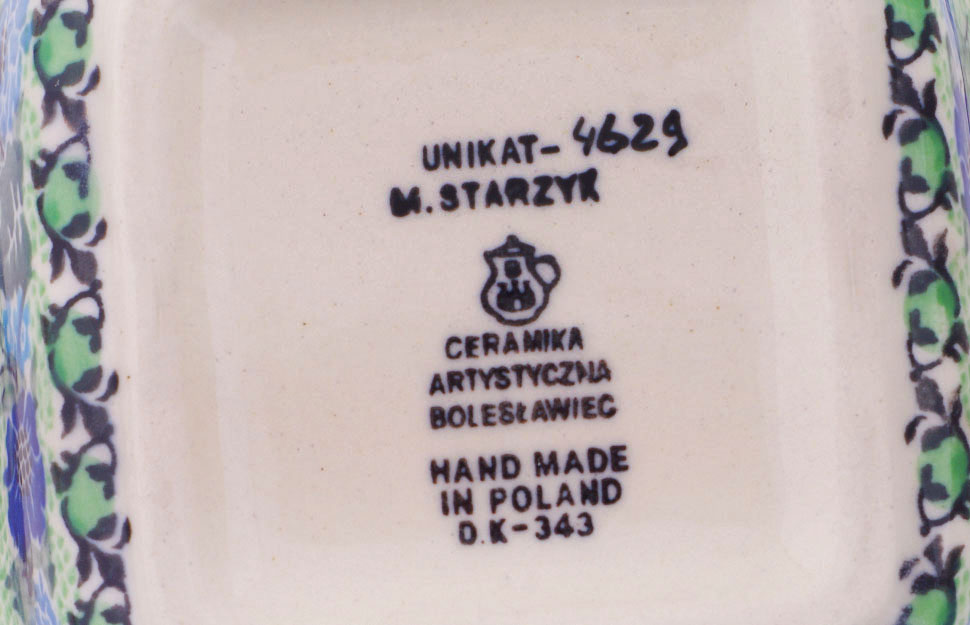 UNIKAT- 4629
M. STARZYK
CERAMIKA
ARTYSTYCZNA
BOLESŁAWIEC
HAND MADE
IN POLAND
D.K-343